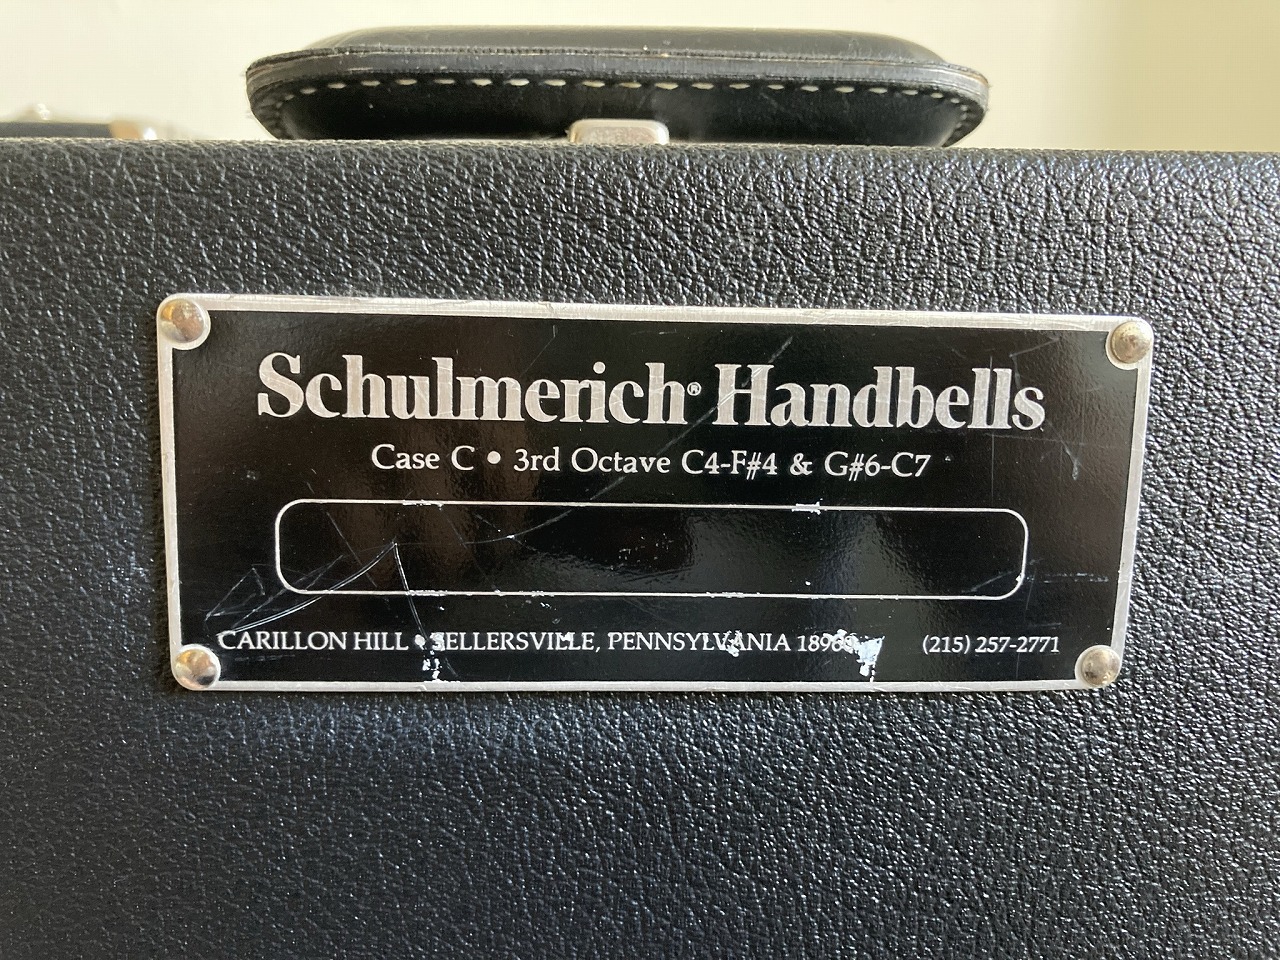 Schulmerich® Handbells
Case C • 3rd Octave C4-F#4 & G#6-C7
CARILLON HILL • SELLERSVILLE, PENNSYLVANIA (215) 257-2771